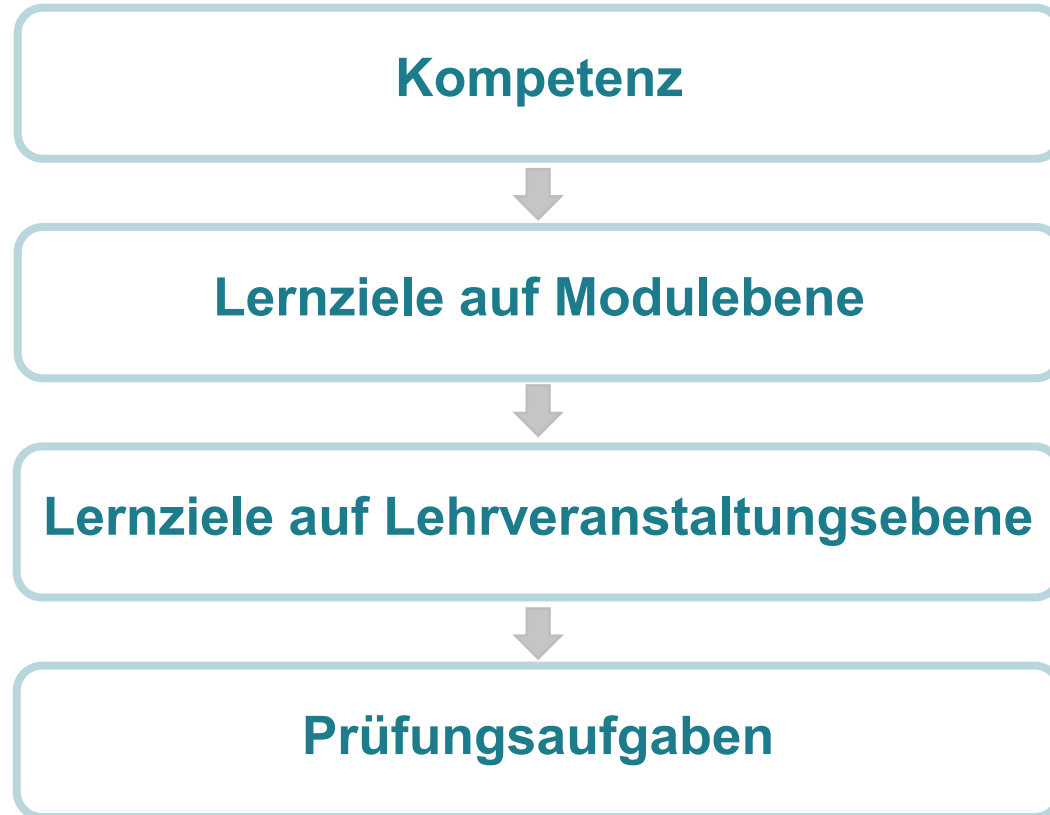 Kompetenz
Lernziele auf Modulebene
Lernziele auf Lehrveranstaltungsebene
Prüfungsaufgaben